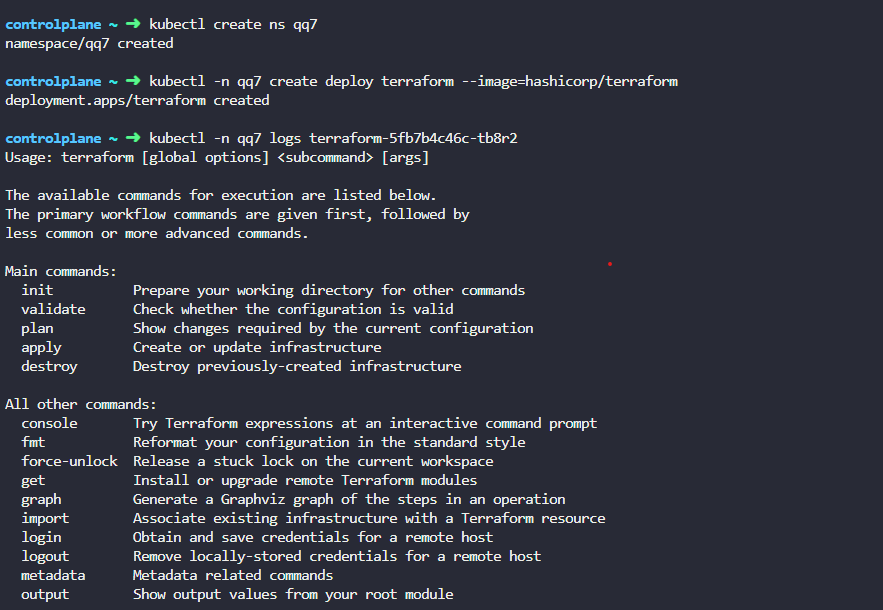 controlplane ~ ➜ kubectl create ns qq7
namespace/qq7 created
controlplane ~ ➜ kubectl -n qq7 create deploy terraform --image=hashicorp/terraform
deployment.apps/terraform created
controlplane ~ ➜ kubectl -n qq7 logs terraform-5fb7b4c46c-tb8r2
Usage: terraform [global options] <subcommand> [args]
The available commands for execution are listed below.
The primary workflow commands are given first, followed by
less common or more advanced commands.
Main commands:
init Prepare your working directory for other commands
validate Check whether the configuration is valid
plan Show changes required by the current configuration
apply Create or update infrastructure
destroy Destroy previously-created infrastructure
All other commands:
console Try Terraform expressions at an interactive command prompt
fmt Reformat your configuration in the standard style
force-unlock Release a stuck lock on the current workspace
get Install or upgrade remote Terraform modules
graph Generate a Graphviz graph of the steps in an operation
import Associate existing infrastructure with a Terraform resource
login Obtain and save credentials for a remote host
logout Remove locally-stored credentials for a remote host
metadata Metadata related commands
output Show output values from your root module